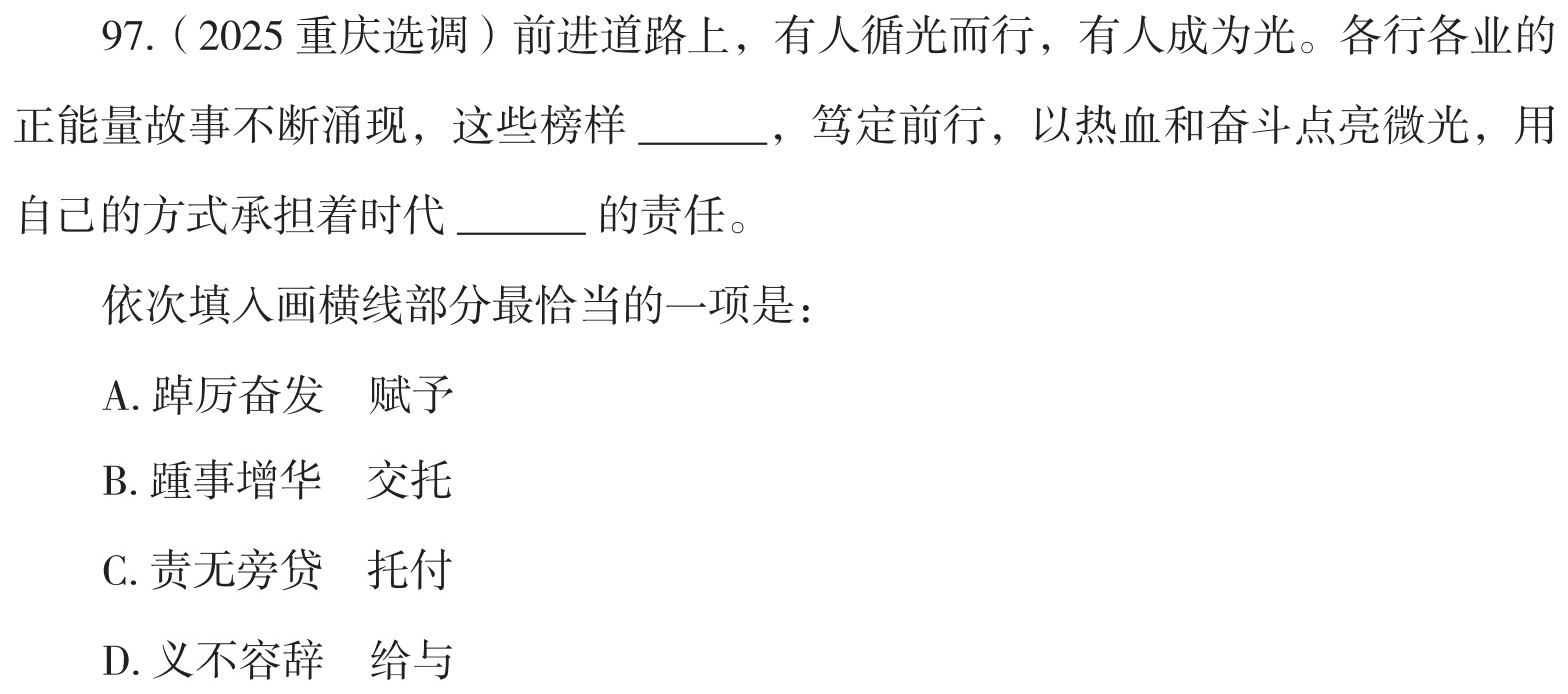 97.（2025 重庆选调）前进道路上，有人循光而行，有人成为光。各行各业的
正能量故事不断涌现，这些榜样 ______，笃定前行，以热血和奋斗点亮微光，用
自己的方式承担着时代 ______ 的责任。
依次填入画横线部分最恰当的一项是：
A. 踔厉奋发 赋予
B. 踵事增华 交托
C. 责无旁贷 托付
D. 义不容辞 给与